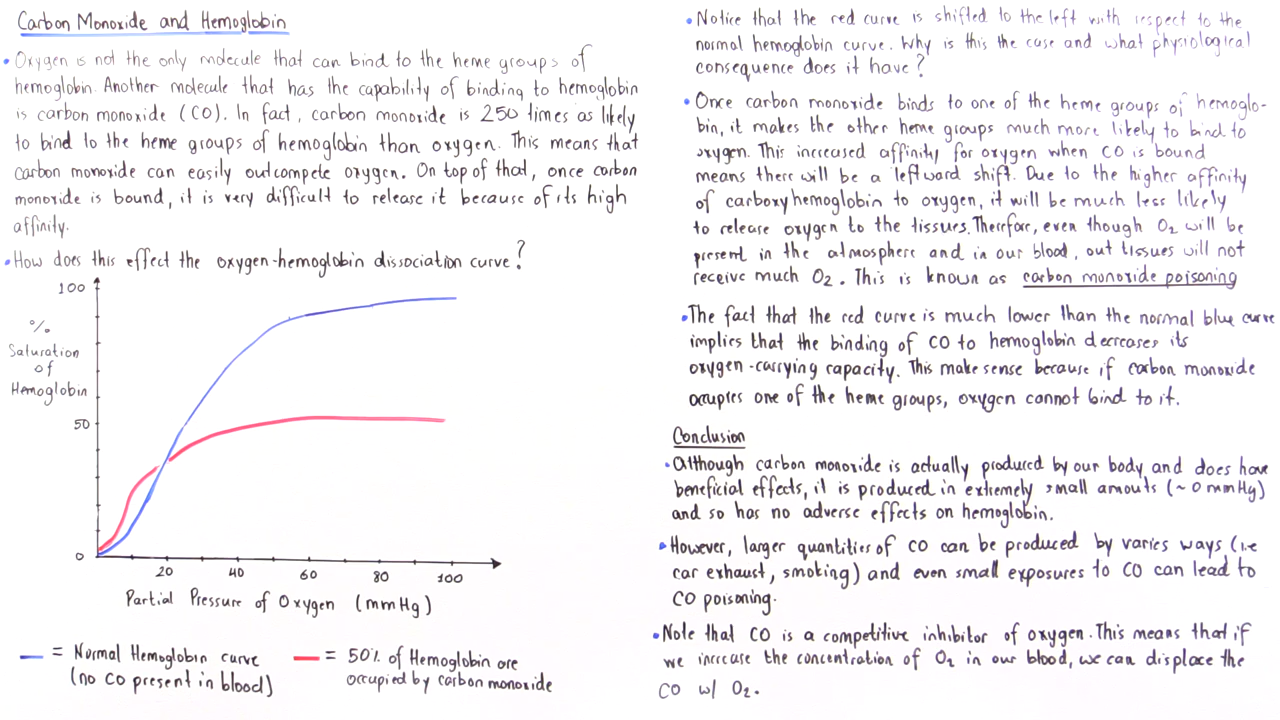 Carbon Monoxide and Hemoglobin
• Oxygen is not the only molecule that can bind to the heme groups of
hemoglobin. Another molecule that has the capability of binding to hemoglobin
is carbon monoxide (CO). In fact, carbon monoxide is 250 times as likely
to bind to the heme groups of hemoglobin than oxygen. This means that
carbon monoxide can easily outcompete oxygen. On top of that, once carbon
monoxide is bound, it is very difficult to release it because of its high
affinity.
• How does this effect the oxygen-hemoglobin dissociation curve?
100
%
Saturation
of
Hemoglobin
50
0
20 40 60 80 100
Partial Pressure of Oxygen (mmHg)
= Normal Hemoglobin curve
(no CO present in blood)
= 50% of Hemoglobin are
occupied by carbon monoxide
• Notice that the red curve is shifted to the left with respect to the
normal hemoglobin curve. Why is this the case and what physiological
consequence does it have?
• Once carbon monoxide binds to one of the heme groups of hemoglo-
bin, it makes the other heme groups much more likely to bind to
oxygen. This increased affinity for oxygen when CO is bound
means there will be a leftward shift. Due to the higher affinity
of carboxyhemoglobin to oxygen, it will be much less likely
to release oxygen to the tissues. Therefore, even though O₂ will be
present in the atmosphere and in our blood, out tissues will not
receive much O₂. This is known as carbon monoxide poisoning
• The fact that the red curve is much lower than the normal blue curve
implies that the binding of CO to hemoglobin decreases its
oxygen-carrying capacity. This make sense because if carbon monoxide
occupies one of the heme groups, oxygen cannot bind to it.
Conclusion
• Although carbon monoxide is actually produced by our body and does have
beneficial effects, it is produced in extremely small amouts (~0 mmHg)
and so has no adverse effects on hemoglobin.
• However, larger quantities of CO can be produced by varies ways (i.e
car exhaust, smoking) and even small exposures to CO can lead to
CO poisoning.
• Note that CO is a competitive inhibitor of oxygen. This means that if
we increase the concentration of O₂ in our blood, we can displace the
CO w/ O₂.